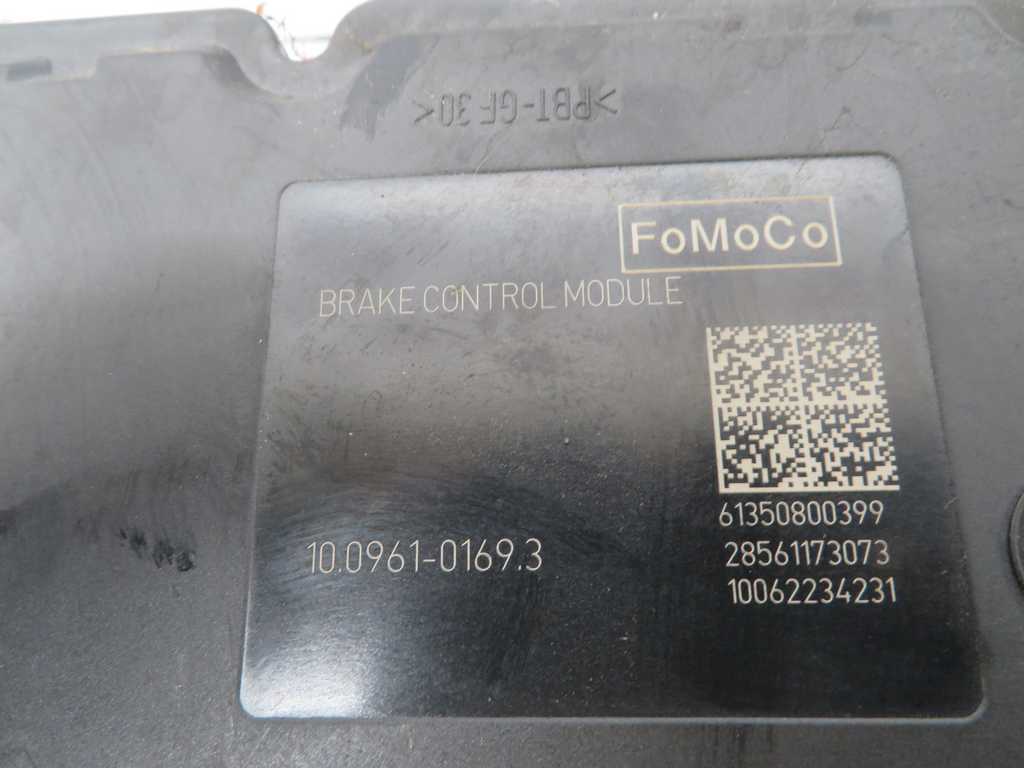 >PBT-GF30<
FoMoCo
BRAKE CONTROL MODULE
61350800399
10.0961-0169.3
28561173073
10062234231